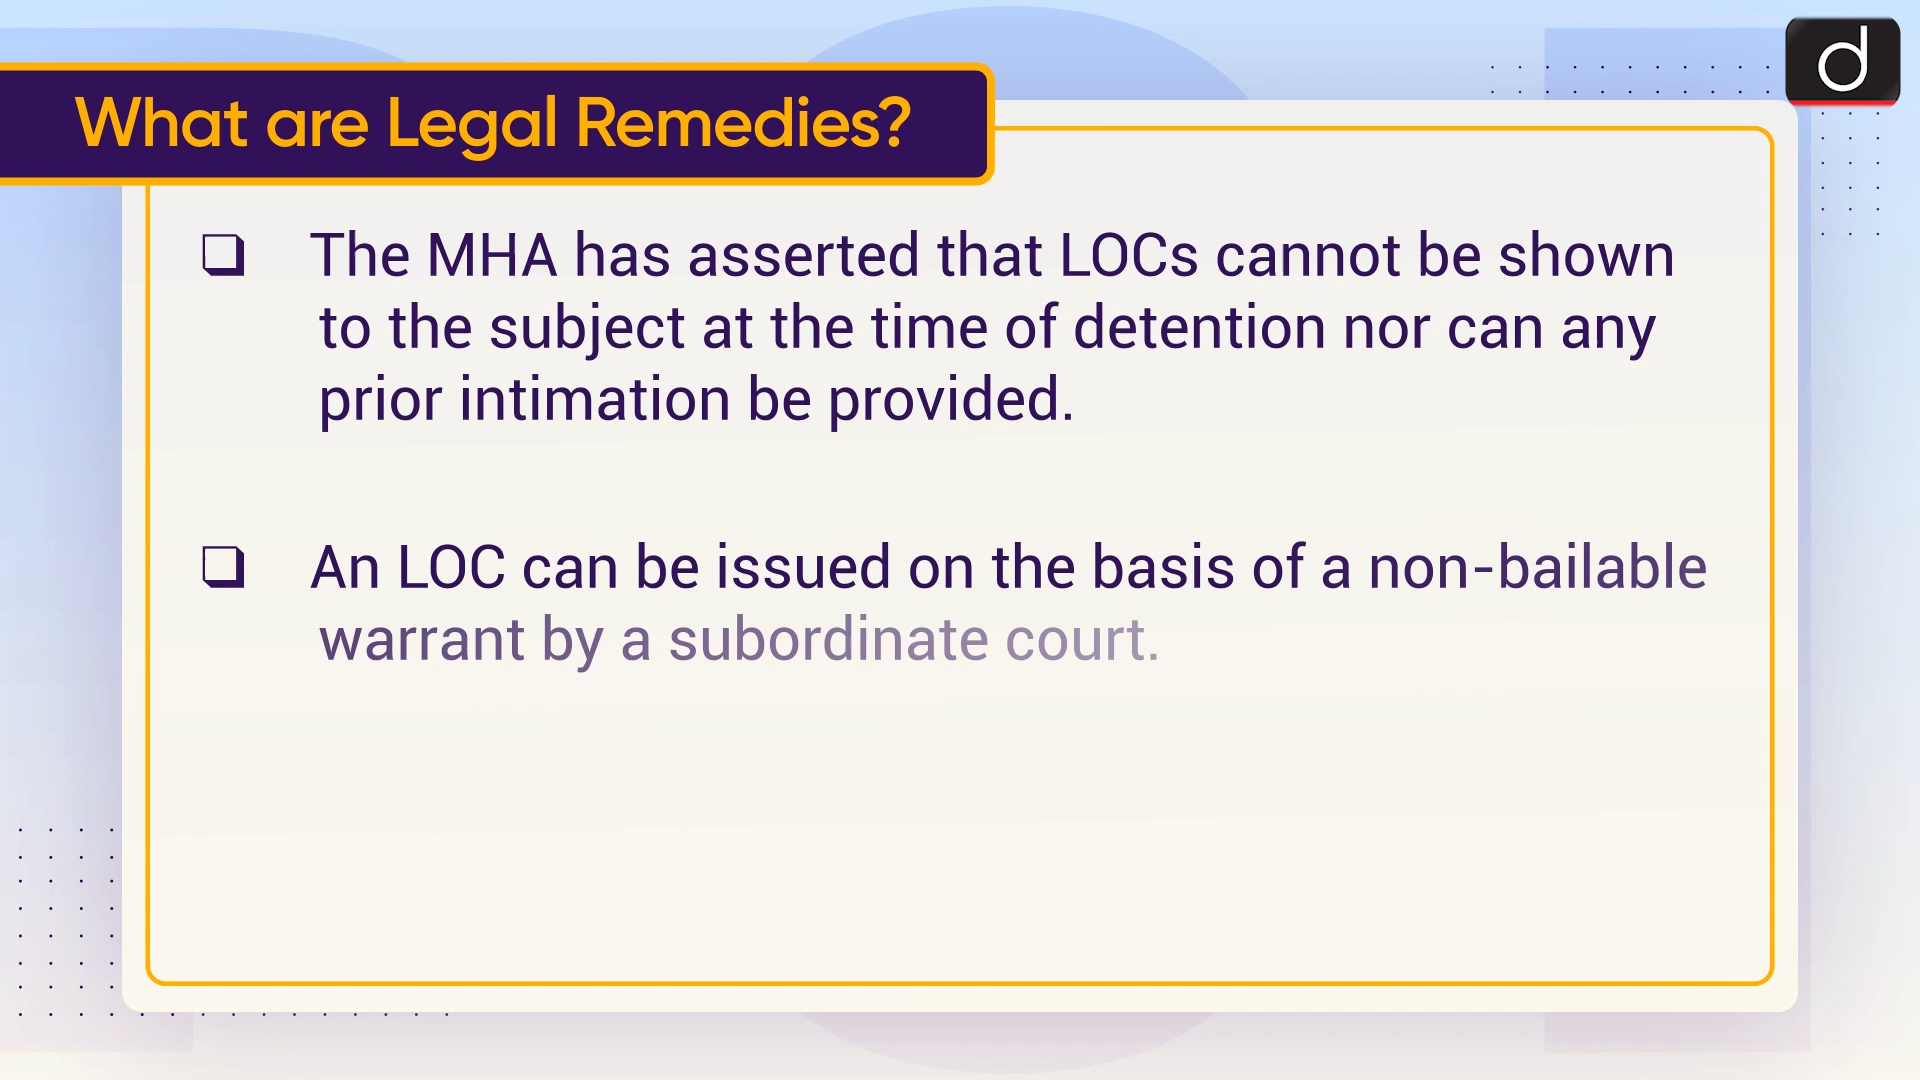 What are Legal Remedies?
d
The MHA has asserted that LOCs cannot be shown
to the subject at the time of detention nor can any
prior intimation be provided.
An LOC can be issued on the basis of a non-bailable
warrant by a subordinate court.